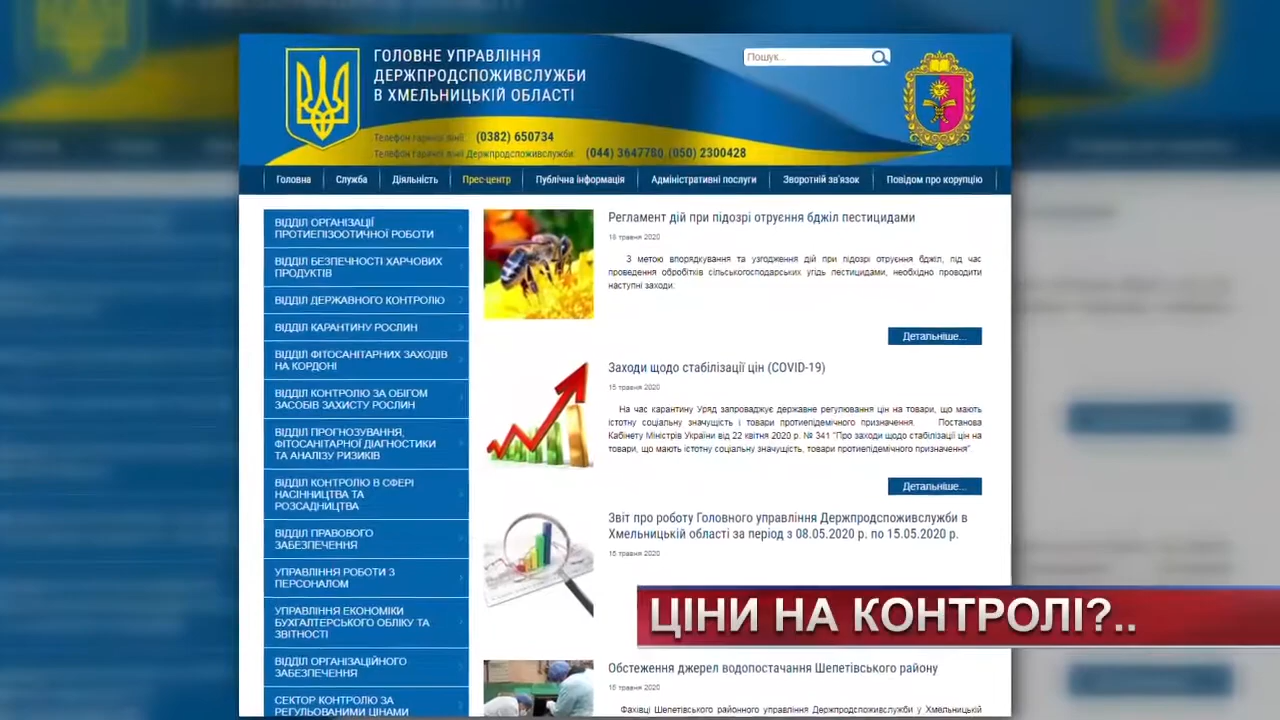 ГОЛОВНЕ УПРАВЛІННЯ
ДЕРЖПРОДСПОЖИВСЛУЖБИ
В ХМЕЛЬНИЦЬКІЙ ОБЛАСТІ
Пошук...
Телефон гарячої лінії: (0382) 650734
Телефон гарячої лінії Держпродспоживслужби: (044) 3647780, (050) 2300428
Головна Служба Діяльність Прес-центр Публічна інформація Адміністративні послуги Зворотній зв'язок Повідом про корупцію
ВІДДІЛ ОРГАНІЗАЦІЇ
ПРОТИЕПІЗООТИЧНОЇ РОБОТИ
ВІДДІЛ БЕЗПЕЧНОСТІ ХАРЧОВИХ
ПРОДУКТІВ
ВІДДІЛ ДЕРЖАВНОГО КОНТРОЛЮ
ВІДДІЛ КАРАНТИНУ РОСЛИН
ВІДДІЛ ФІТОСАНІТАРНИХ ЗАХОДІВ
НА КОРДОНІ
ВІДДІЛ КОНТРОЛЮ ЗА ОБІГОМ
ЗАСОБІВ ЗАХИСТУ РОСЛИН
ВІДДІЛ ПРОГНОЗУВАННЯ,
ФІТОСАНІТАРНОЇ ДІАГНОСТИКИ
ТА АНАЛІЗУ РИЗИКІВ
ВІДДІЛ КОНТРОЛЮ В СФЕРІ
НАСІННИЦТВА ТА
РОЗСАДНИЦТВА
ВІДДІЛ ПРАВОВОГО
ЗАБЕЗПЕЧЕННЯ
УПРАВЛІННЯ РОБОТИ З
ПЕРСОНАЛОМ
УПРАВЛІННЯ ЕКОНОМІКИ
БУХГАЛТЕРСЬКОГО ОБЛІКУ ТА
ЗВІТНОСТІ
ВІДДІЛ ОРГАНІЗАЦІЙНОГО
ЗАБЕЗПЕЧЕННЯ
СЕКТОР КОНТРОЛЮ ЗА
РЕГУЛЬОВАНИМИ ЦІНАМИ
Регламент дій при підозрі отруєння бджіл пестицидами
18 травня 2020
З метою впорядкування та узгодження дій при підозрі отруєння бджіл, під час
проведення обробітків сільськогосподарських угідь пестицидами, необхідно проводити
наступні заходи:
Детальніше...
Заходи щодо стабілізації цін (COVID-19)
15 травня 2020
На час карантину Уряд запроваджує державне регулювання цін на товари, що мають
істотну соціальну значущість і товари протиепідемічного призначення. Постанова
Кабінету Міністрів України від 22 квітня 2020 р. № 341 "Про заходи щодо стабілізації цін на
товари, що мають істотну соціальну значущість, товари протиепідемічного призначення".
Детальніше...
Звіт про роботу Головного управління Держпродспоживслужби в
Хмельницькій області за період з 08.05.2020 р. по 15.05.2020 р.
15 травня 2020
ЦІНИ НА КОНТРОЛІ?..
Обстеження джерел водопостачання Шепетівського району
15 травня 2020
Фахівці Шепетівського районного управління Держпродспоживслужби у Хмельницькій